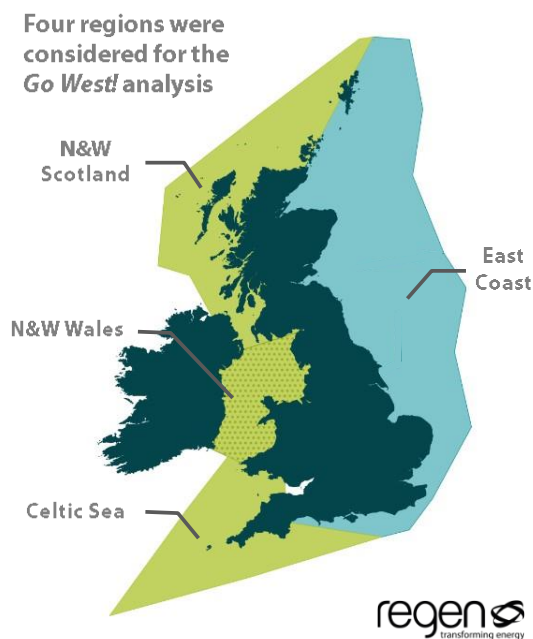 Four regions were
considered for the
Go West! analysis
N&W
Scotland
East
Coast
N&W Wales
Celtic Sea
regen
transforming energy